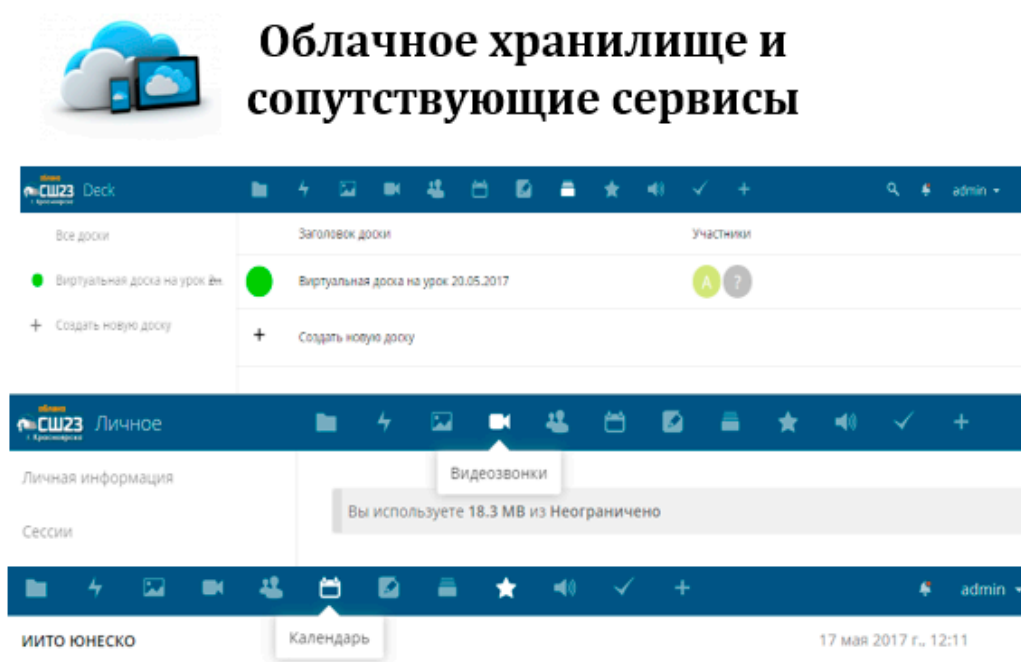 Облачное хранилище и
сопутствующие сервисы
облако
СШ23 Deck admin
г. Красноярска
Все доски Заголовок доски Участники
Виртуальная доска на урок Виртуальная доска на урок 20.05.2017 A ?
+ Создать новую доску + Создать новую доску
облако
СШ23 Личное
г. Красноярска
Видеозвонки
Личная информация
Вы используете 18.3 MB из Неограничено
Сессии
admin
Календарь
ИИТО ЮНЕСКО 17 мая 2017 г., 12:11